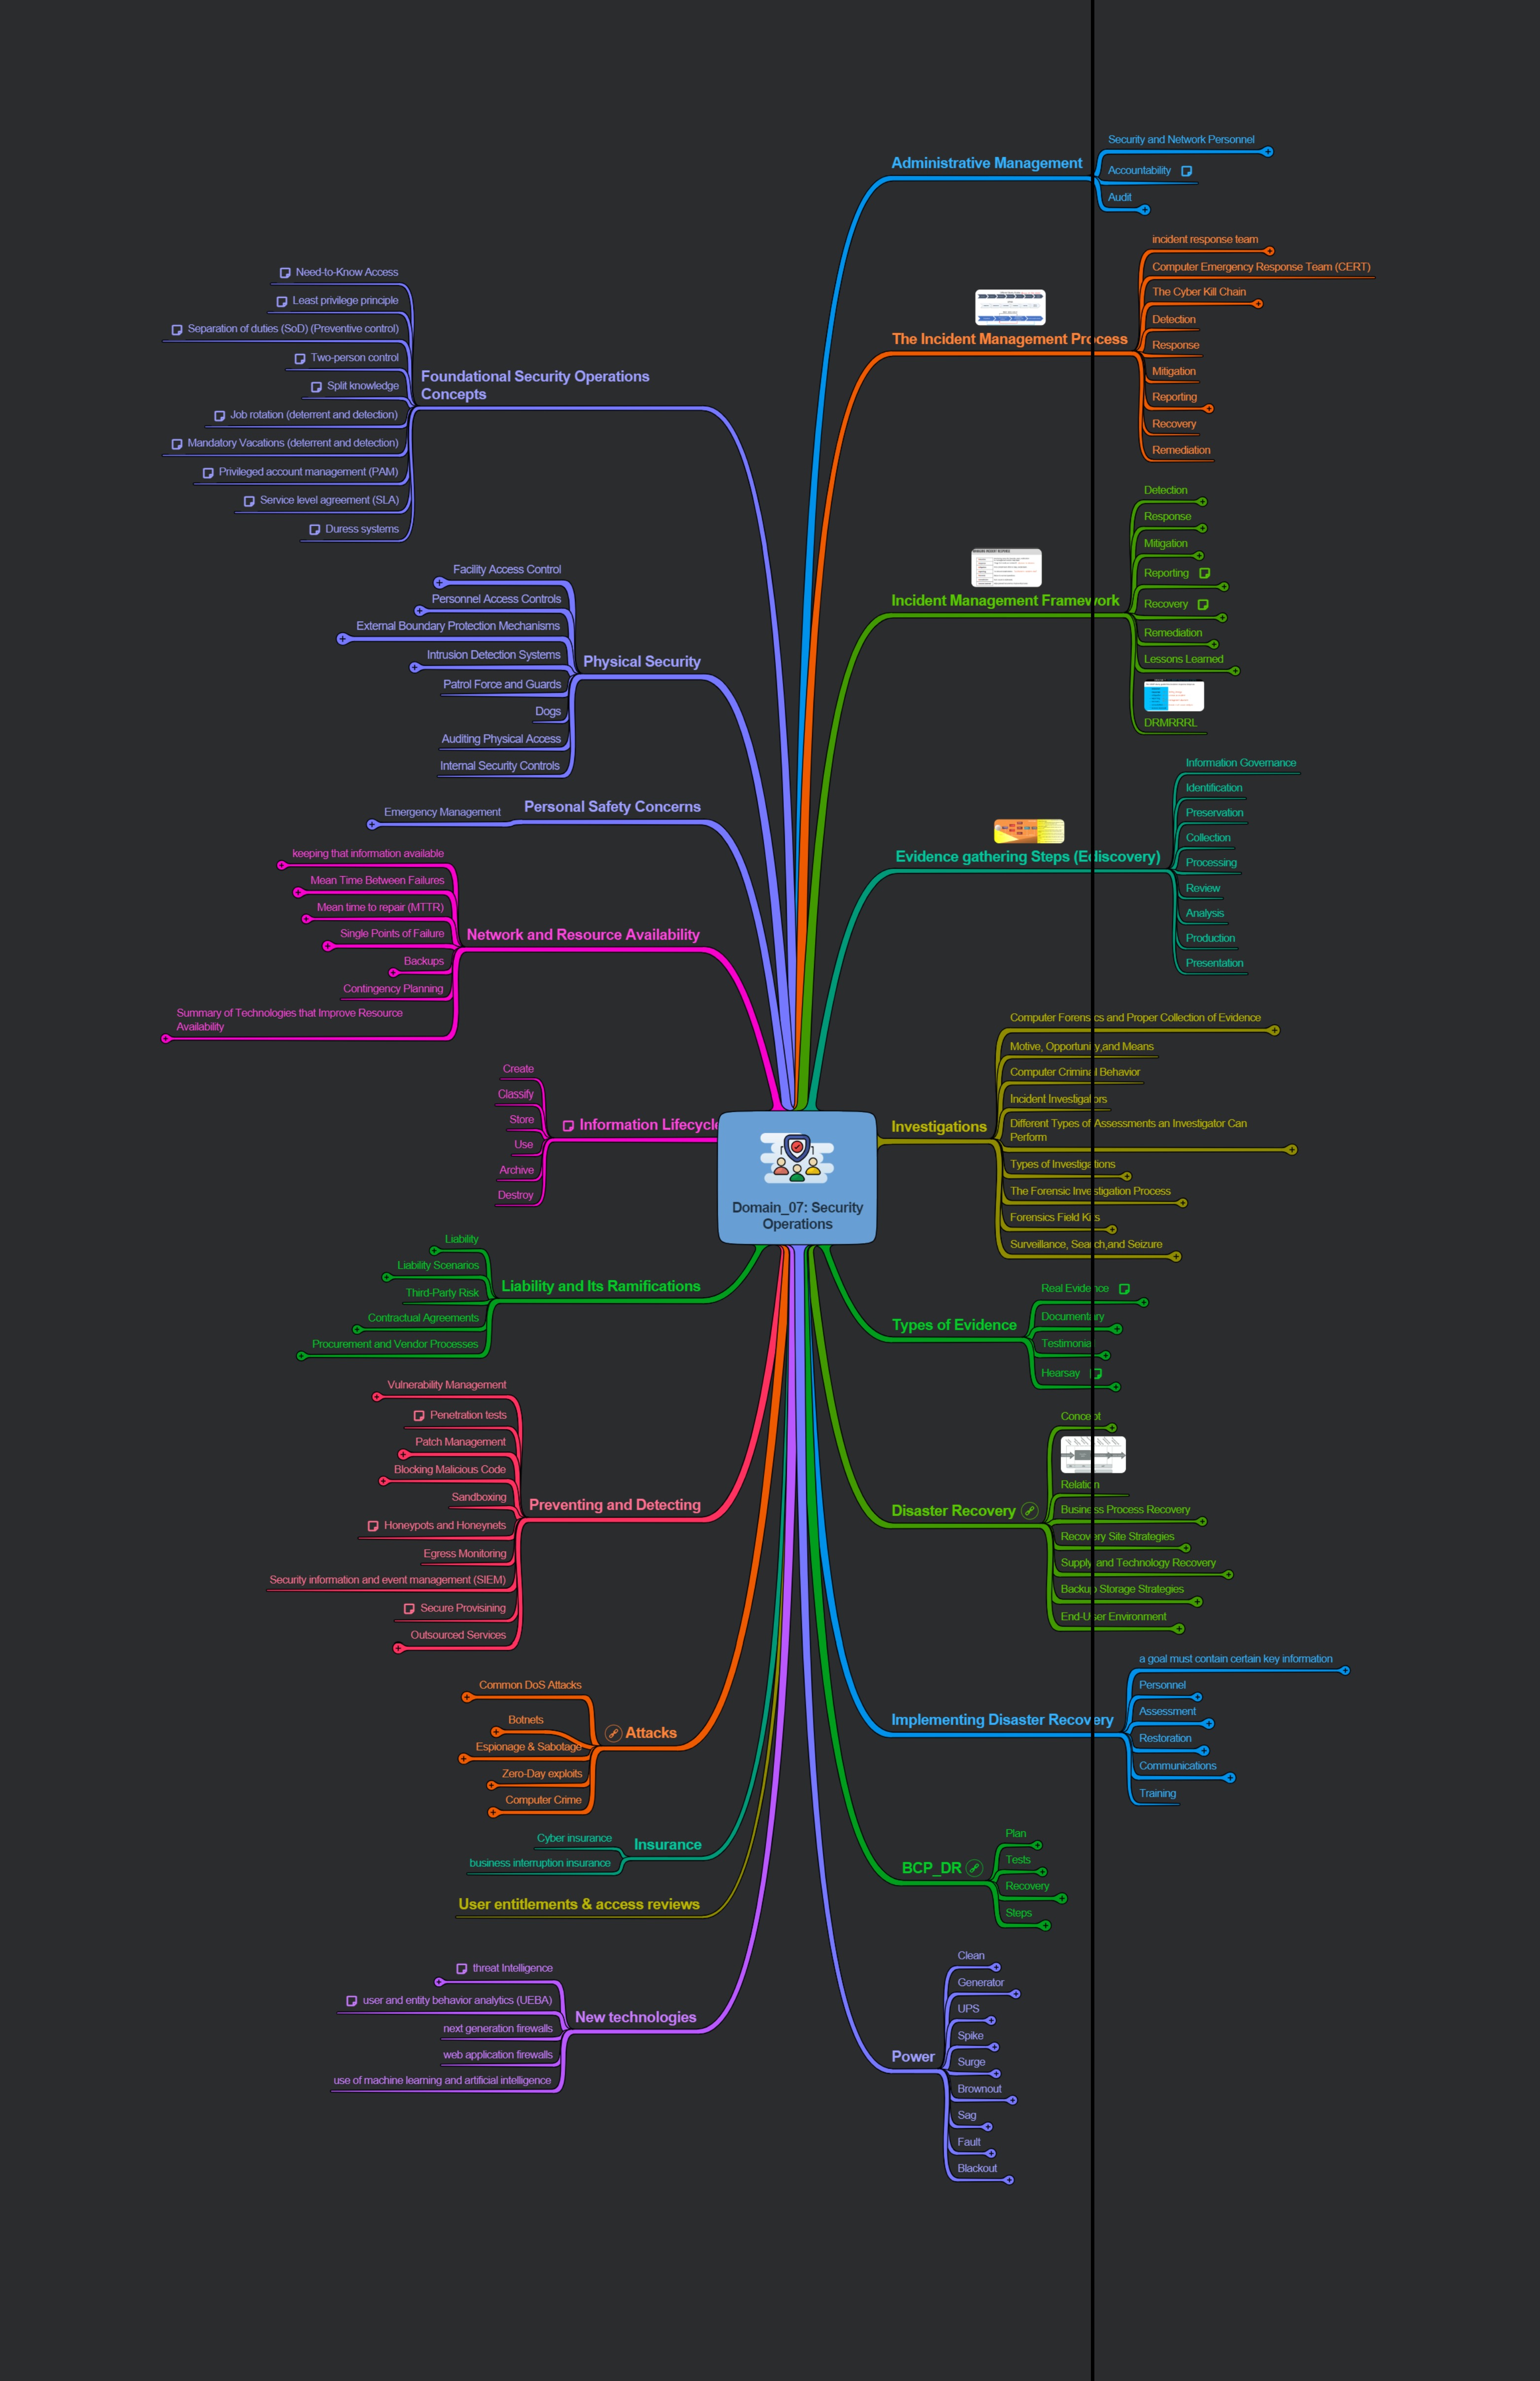 Domain_07: Security
Operations
Administrative Management
Security and Network Personnel
Accountability
Audit
The Incident Management Process
incident response team
Computer Emergency Response Team (CERT)
The Cyber Kill Chain
Detection
Response
Mitigation
Reporting
Recovery
Remediation
Incident Management Framework
Detection
Response
Mitigation
Reporting
Recovery
Remediation
Lessons Learned
DRMRRRL
Evidence gathering Steps (Ediscovery)
Information Governance
Identification
Preservation
Collection
Processing
Review
Analysis
Production
Presentation
Investigations
Computer Forensics and Proper Collection of Evidence
Motive, Opportunity,and Means
Computer Criminal Behavior
Incident Investigators
Different Types of Assessments an Investigator Can
Perform
Types of Investigations
The Forensic Investigation Process
Forensics Field Kits
Surveillance, Search,and Seizure
Types of Evidence
Real Evidence
Documentary
Testimonial
Hearsay
Disaster Recovery
Concept
Relation
Business Process Recovery
Recovery Site Strategies
Supply and Technology Recovery
Backup Storage Strategies
End-User Environment
Implementing Disaster Recovery
a goal must contain certain key information
Personnel
Assessment
Restoration
Communications
Training
BCP_DR
Plan
Tests
Recovery
Steps
Power
Clean
Generator
UPS
Spike
Surge
Brownout
Sag
Fault
Blackout
Foundational Security Operations
Concepts
Need-to-Know Access
Least privilege principle
Separation of duties (SoD) (Preventive control)
Two-person control
Split knowledge
Job rotation (deterrent and detection)
Mandatory Vacations (deterrent and detection)
Privileged account management (PAM)
Service level agreement (SLA)
Duress systems
Physical Security
Facility Access Control
Personnel Access Controls
External Boundary Protection Mechanisms
Intrusion Detection Systems
Patrol Force and Guards
Dogs
Auditing Physical Access
Internal Security Controls
Personal Safety Concerns
Emergency Management
Network and Resource Availability
keeping that information available
Mean Time Between Failures
Mean time to repair (MTTR)
Single Points of Failure
Backups
Contingency Planning
Summary of Technologies that Improve Resource
Availability
Information Lifecycle
Create
Classify
Store
Use
Archive
Destroy
Liability and Its Ramifications
Liability
Liability Scenarios
Third-Party Risk
Contractual Agreements
Procurement and Vendor Processes
Preventing and Detecting
Vulnerability Management
Penetration tests
Patch Management
Blocking Malicious Code
Sandboxing
Honeypots and Honeynets
Egress Monitoring
Security information and event management (SIEM)
Secure Provisining
Outsourced Services
Attacks
Common DoS Attacks
Botnets
Espionage & Sabotage
Zero-Day exploits
Computer Crime
Insurance
Cyber insurance
business interruption insurance
User entitlements & access reviews
New technologies
threat Intelligence
user and entity behavior analytics (UEBA)
next generation firewalls
web application firewalls
use of machine learning and artificial intelligence